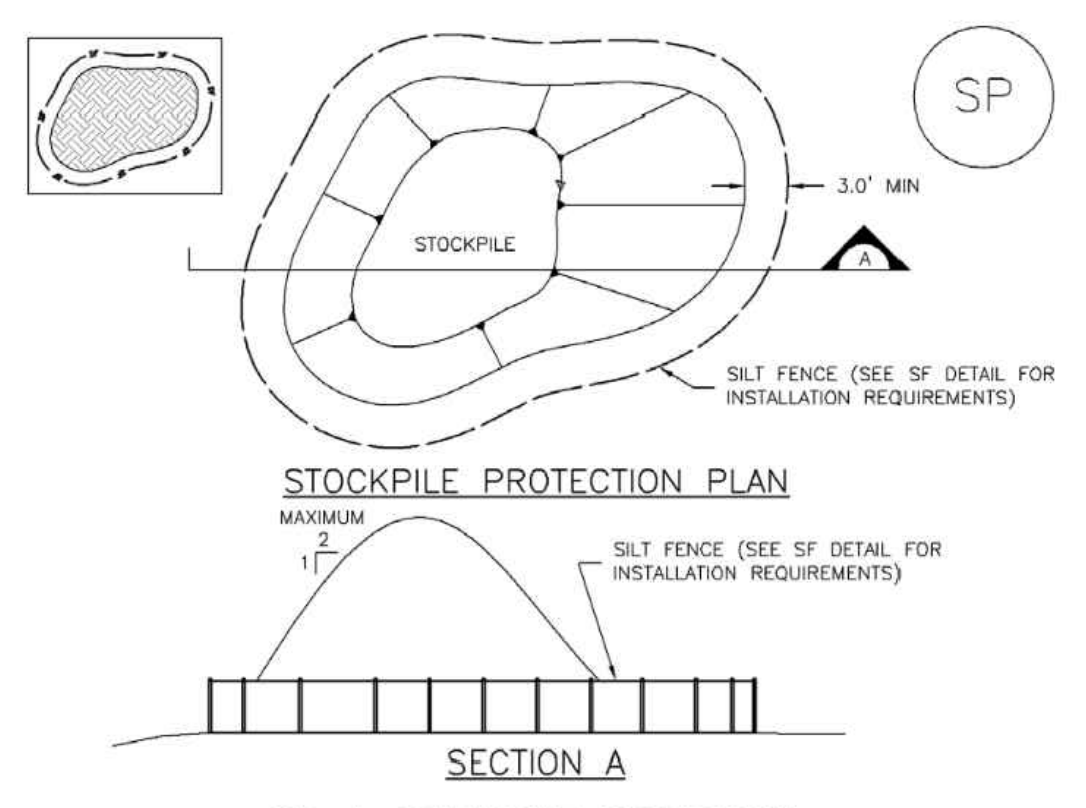 SP
3.0' MIN
STOCKPILE
A
SILT FENCE (SEE SF DETAIL FOR
INSTALLATION REQUIREMENTS)
STOCKPILE PROTECTION PLAN
MAXIMUM
2
1
SILT FENCE (SEE SF DETAIL FOR
INSTALLATION REQUIREMENTS)
SECTION A